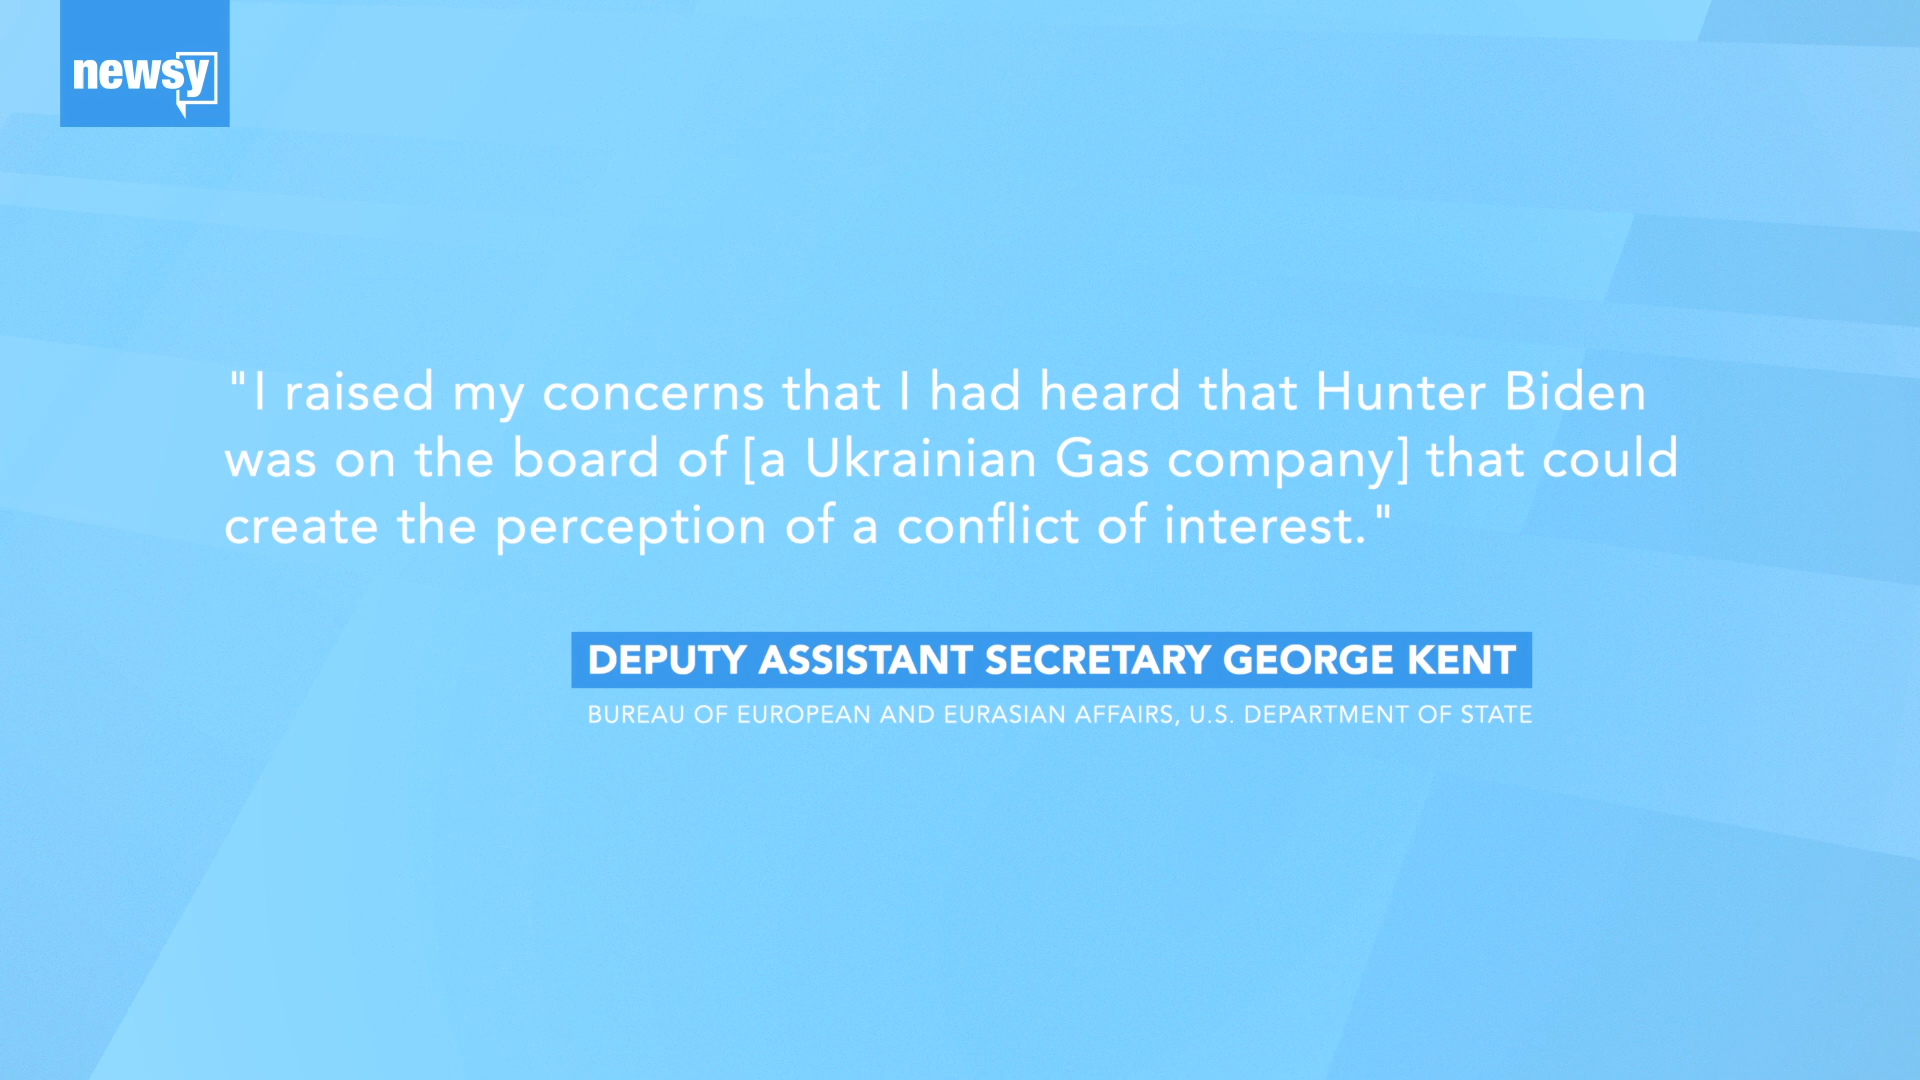 newsy
"I raised my concerns that I had heard that Hunter Biden
was on the board of [a Ukrainian Gas company] that could
create the perception of a conflict of interest."
DEPUTY ASSISTANT SECRETARY GEORGE KENT
BUREAU OF EUROPEAN AND EURASIAN AFFAIRS, U.S. DEPARTMENT OF STATE